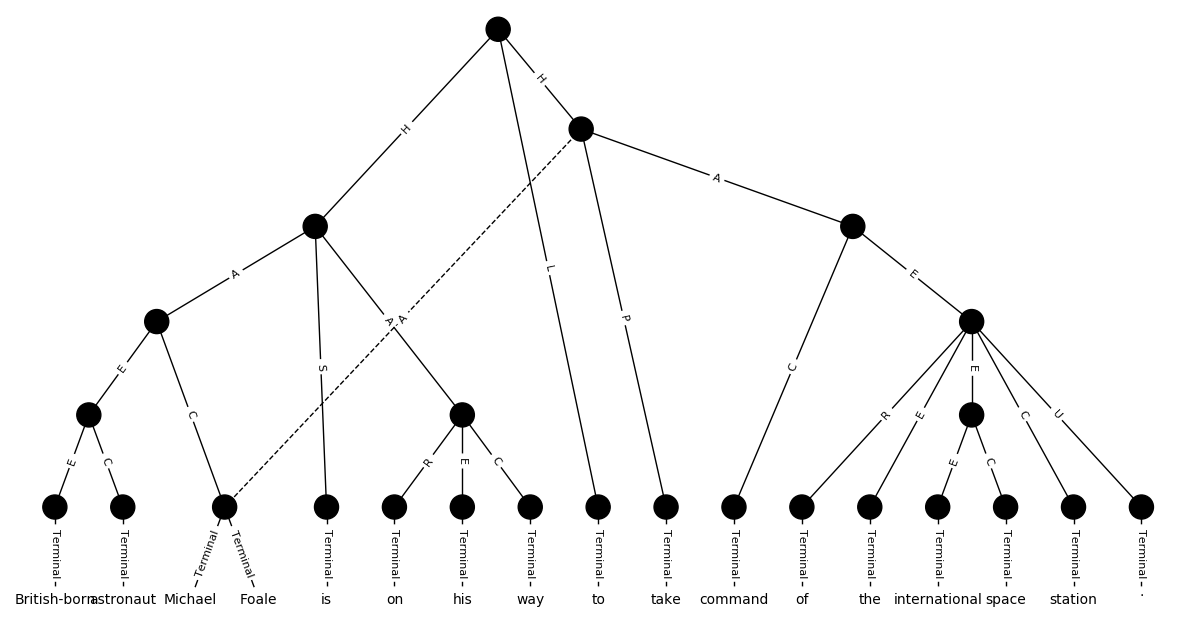 H
H
A
L
A
E
A
A
P
S
C
E
E
C
R
E
C
U
E
C
R
E
C
E
C
Terminal Terminal Terminal Terminal Terminal Terminal Terminal Terminal Terminal Terminal Terminal Terminal Terminal Terminal Terminal Terminal Terminal
British-born astronaut Michael Foale is on his way to take command of the international space station .